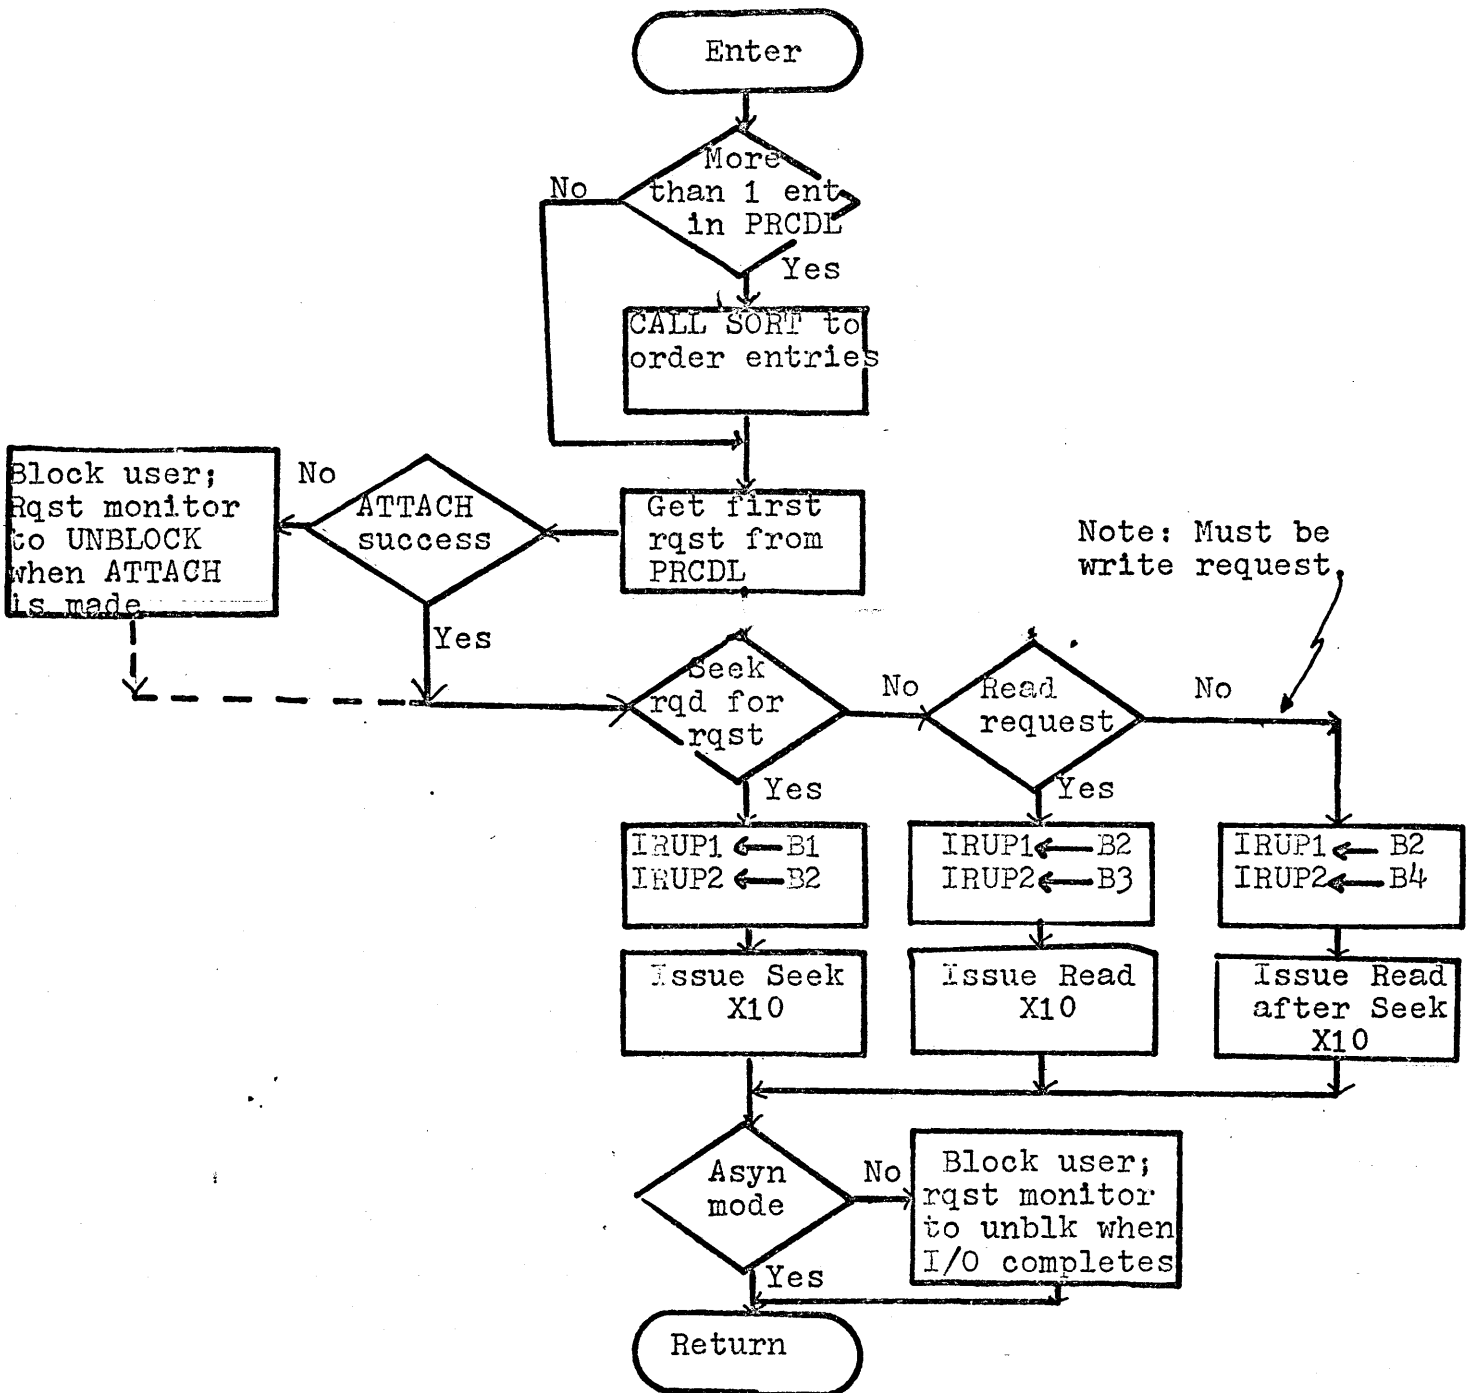 Enter
More
than 1 ent
in PRCDL
No
Yes
CALL SORT to
order entries
Get first
rqst from
PRCDL
ATTACH
success
No
Block user;
Rqst monitor
to UNBLOCK
when ATTACH
is made
Yes
Note: Must be
write request.
Seek
rqd for
rqst
No
Read
request
No
Yes
Yes
IRUP1 ← B1
IRUP2 ← B2
IRUP1 ← B2
IRUP2 ← B3
IRUP1 ← B2
IRUP2 ← B4
Issue Seek
X10
Issue Read
X10
Issue Read
after Seek
X10
Asyn
mode
No
Block user;
rqst monitor
to unblk when
I/O completes
Yes
Return